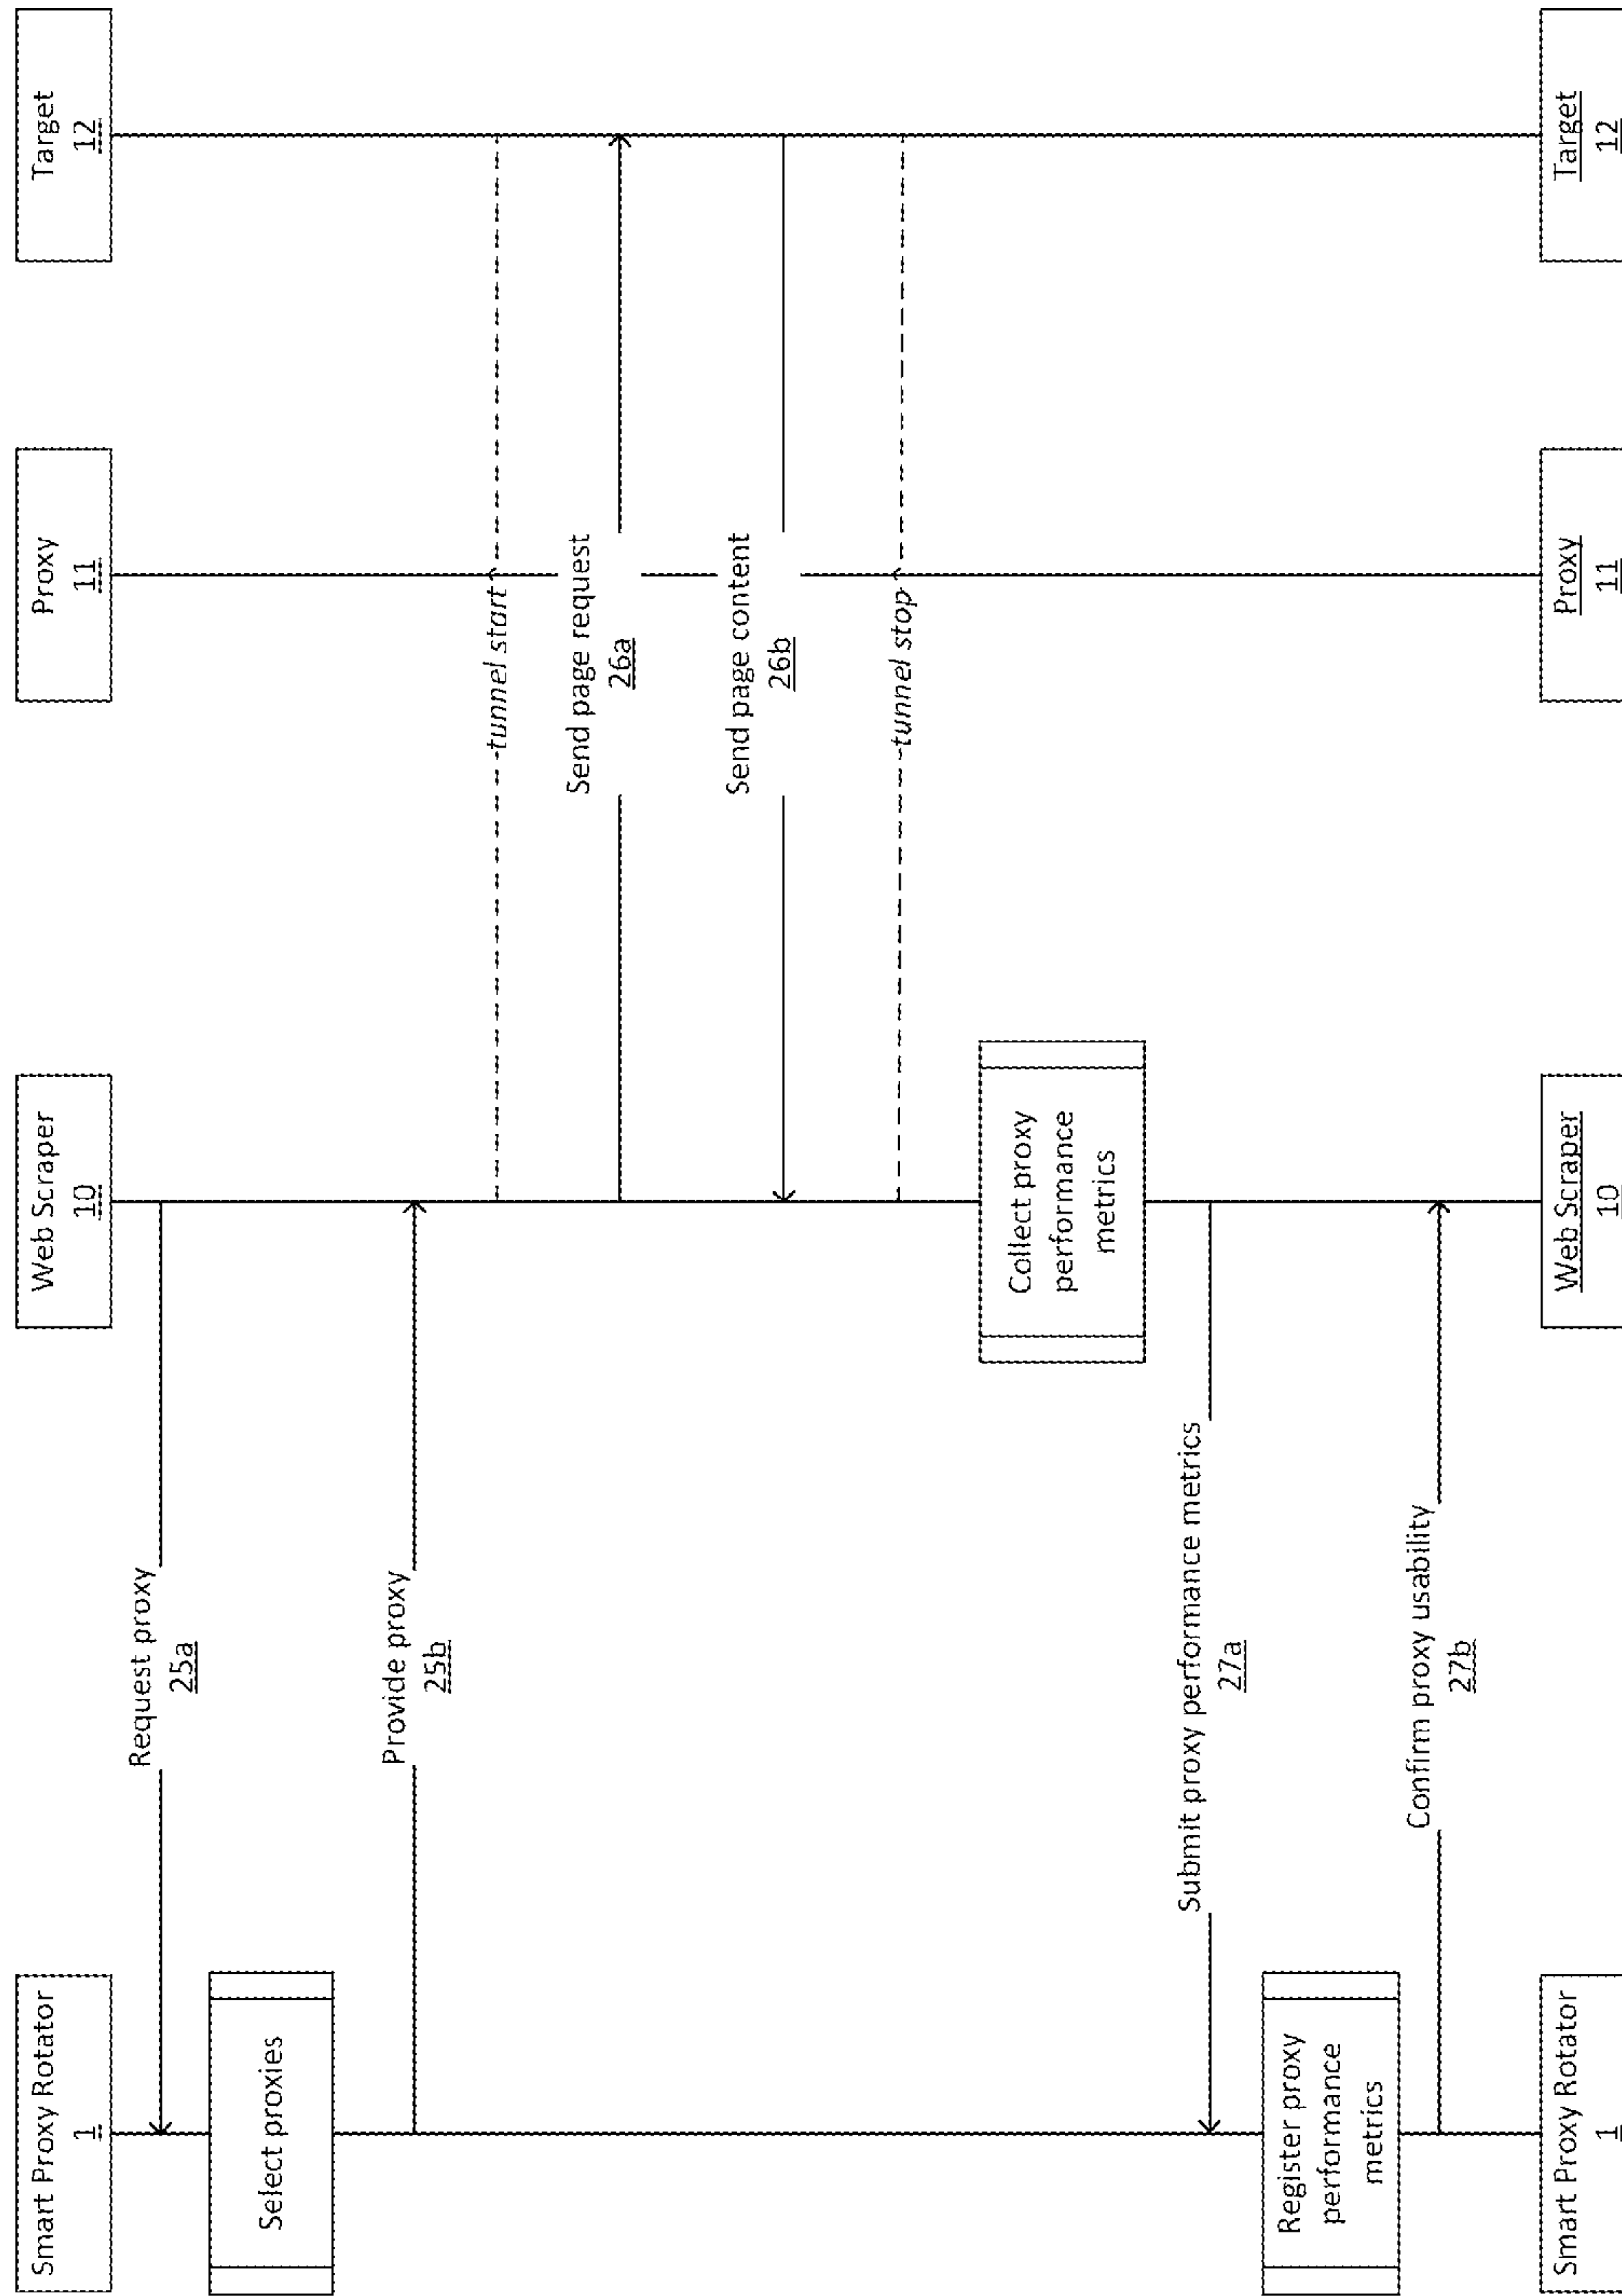 Smart Proxy Rotator
1
Web Scraper
10
Proxy
11
Target
12
Request proxy
25a
Select proxies
Provide proxy
25b
tunnel start
Send page request
26a
Send page content
26b
tunnel stop
Collect proxy
performance
metrics
Submit proxy performance metrics
27a
Register proxy
performance
metrics
Confirm proxy usability
27b
Smart Proxy Rotator
1
Web Scraper
10
Proxy
11
Target
12